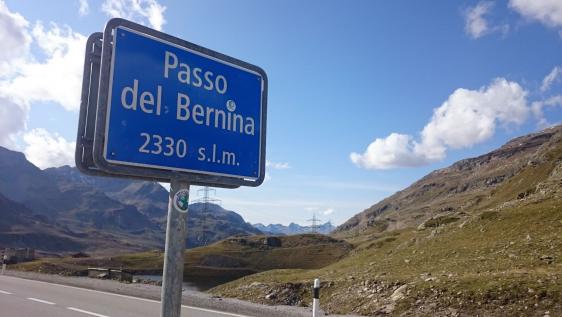 Passo
del Bernina
2330 s.l.m.